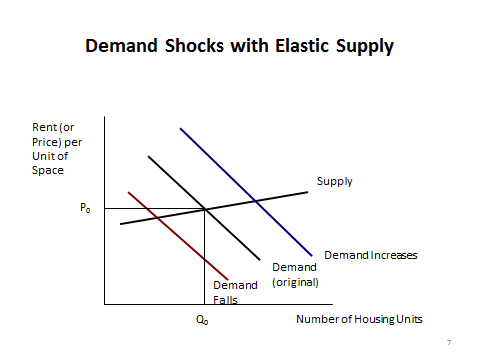 Demand Shocks with Elastic Supply
Rent (or
Price) per
Unit of
Space
Supply
P₀
Demand Increases
Demand
(original)
Demand
Falls
Q₀
Number of Housing Units
7